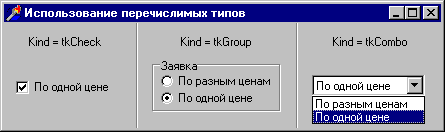 Использование перечислимых типов
Kind = tkCheck
Kind = tkGroup
Kind = tkCombo
По одной цене
Заявка
По разным ценам
По одной цене
По одной цене
По разным ценам
По одной цене